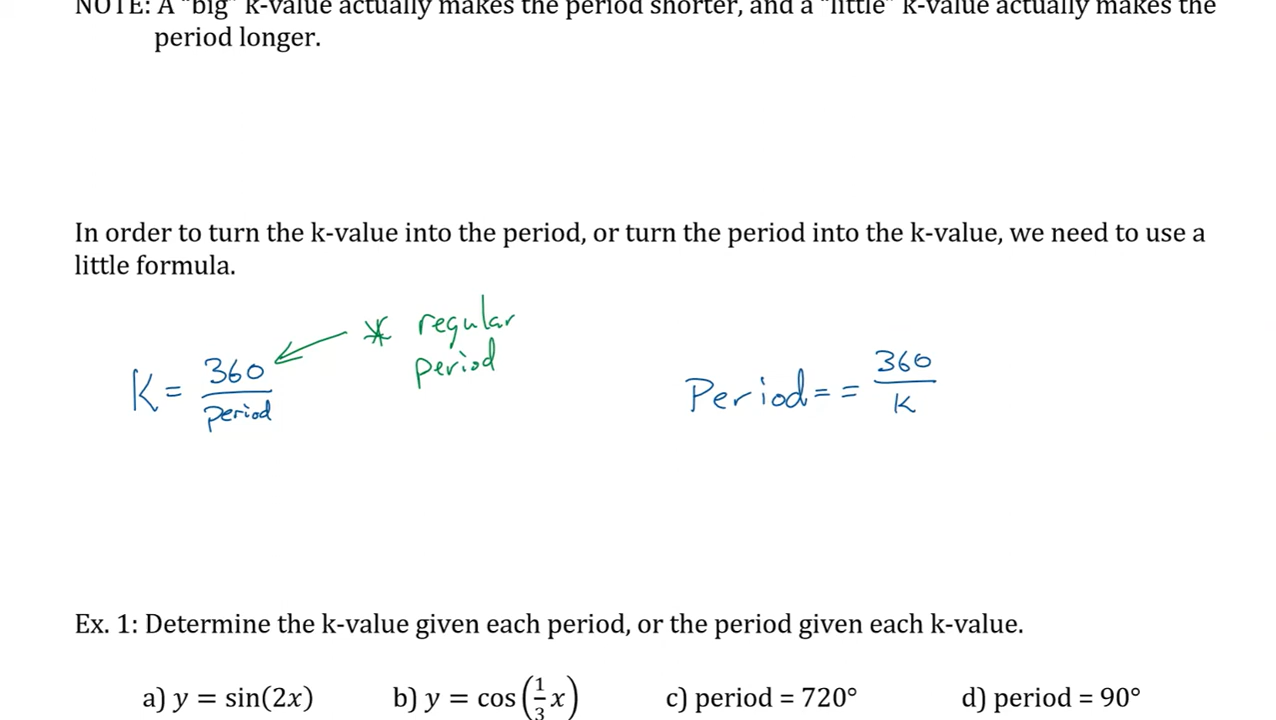 NOTE: A "big" k-value actually makes the period shorter, and a "little" k-value actually makes the
period longer.
In order to turn the k-value into the period, or turn the period into the k-value, we need to use a
little formula.
K = 360/period
* regular
period
Period = = 360/K
Ex. 1: Determine the k-value given each period, or the period given each k-value.
a) y = sin(2x) b) y = cos(1/3 x) c) period = 720° d) period = 90°